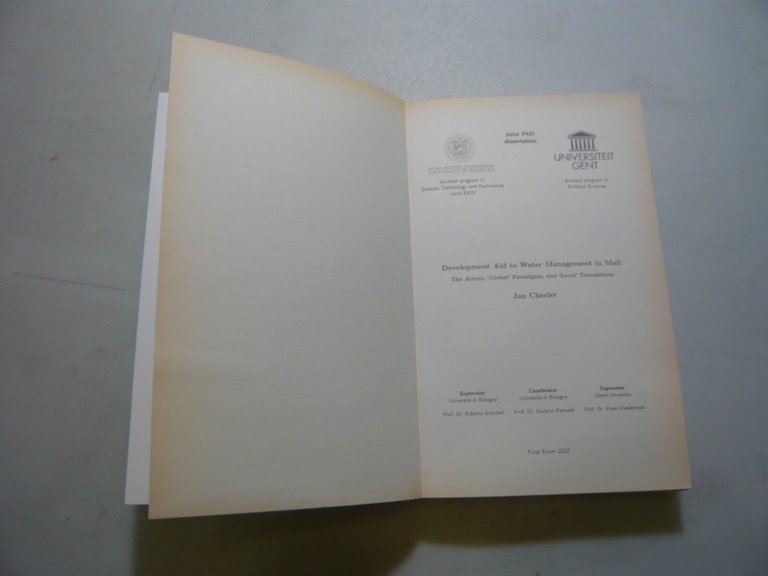 Joint PhD
dissertation
ALMA MATER STUDIORUM
UNIVERSITÀ DI BOLOGNA
UNIVERSITEIT
GENT
doctoral program in
Science, Technology and Humanities
cycle XXIV
doctoral program in
Political Sciences
Development Aid to Water Management in Mali
The Actors, 'Global' Paradigms, and 'Local' Translations
Jan Cherlet
Supervisor
Università di Bologna
Prof. Dr. Roberto Scazzieri
Coordinator
Università di Bologna
Prof. Dr. Giuliano Pancaldi
Supervisor
Ghent University
Prof. Dr. Koen Vlassenroot
Final Exam 2012